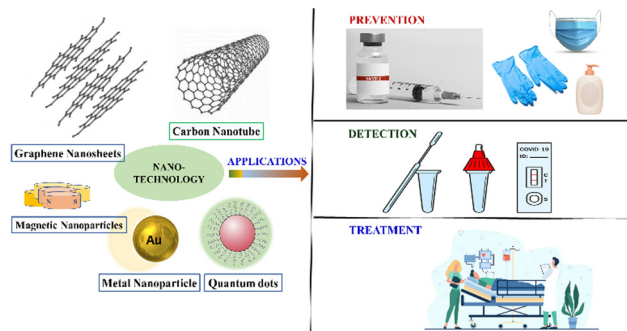 Graphene Nanosheets
Carbon Nanotube
NANO-
TECHNOLOGY
APPLICATIONS
Magnetic Nanoparticles
N
S
Au
Metal Nanoparticle
Quantum dots
PREVENTION
DETECTION
COVID 19
ID:
C
T
S
TREATMENT